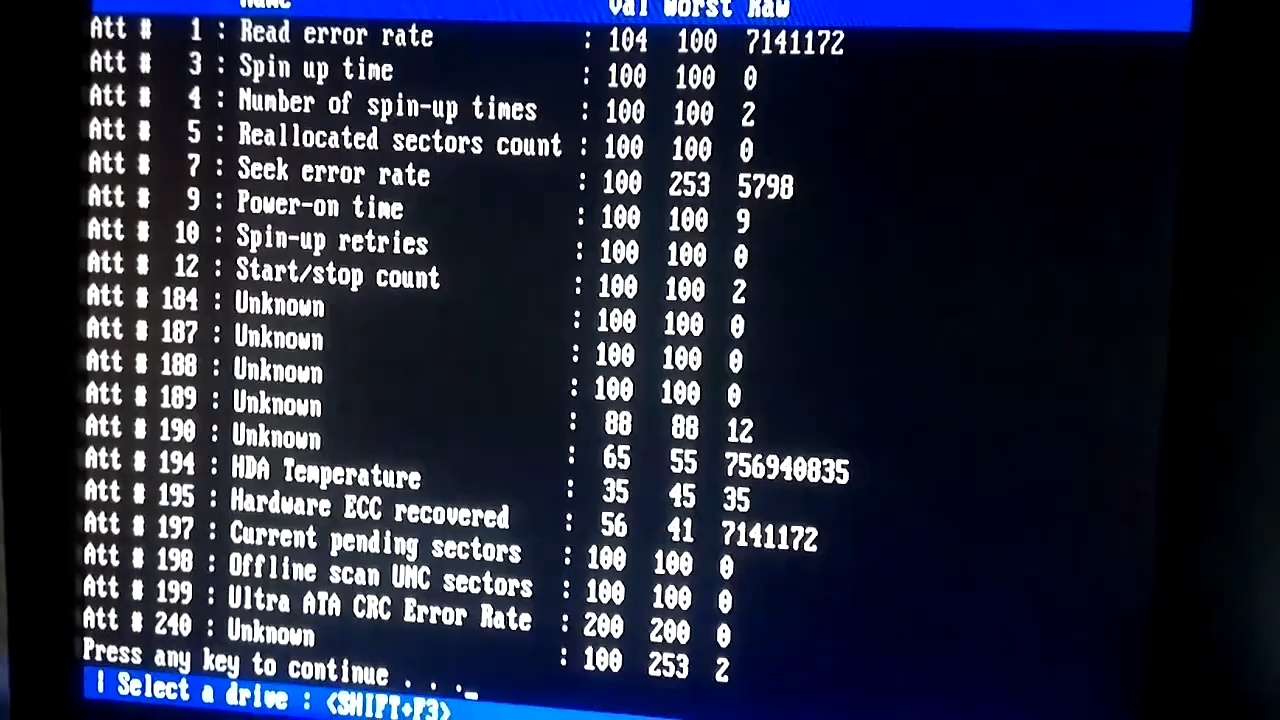 Name Val Worst Raw
Att # 1 : Read error rate : 104 100 7141172
Att # 3 : Spin up time : 100 100 0
Att # 4 : Number of spin-up times : 100 100 2
Att # 5 : Reallocated sectors count : 100 100 0
Att # 7 : Seek error rate : 100 253 5798
Att # 9 : Power-on time : 100 100 9
Att # 10 : Spin-up retries : 100 100 0
Att # 12 : Start/stop count : 100 100 2
Att # 184 : Unknown : 100 100 0
Att # 187 : Unknown : 100 100 0
Att # 188 : Unknown : 100 100 0
Att # 189 : Unknown : 88 88 12
Att # 190 : Unknown : 65 55 756940835
Att # 194 : HDA Temperature : 35 45 35
Att # 195 : Hardware ECC recovered : 56 41 7141172
Att # 197 : Current pending sectors : 100 100 0
Att # 198 : Offline scan UNC sectors : 100 100 0
Att # 199 : Ultra ATA CRC Error Rate : 200 200 0
Att # 240 : Unknown : 100 253 2
Press any key to continue . . ._
| Select a drive : <SHIFT+F3>